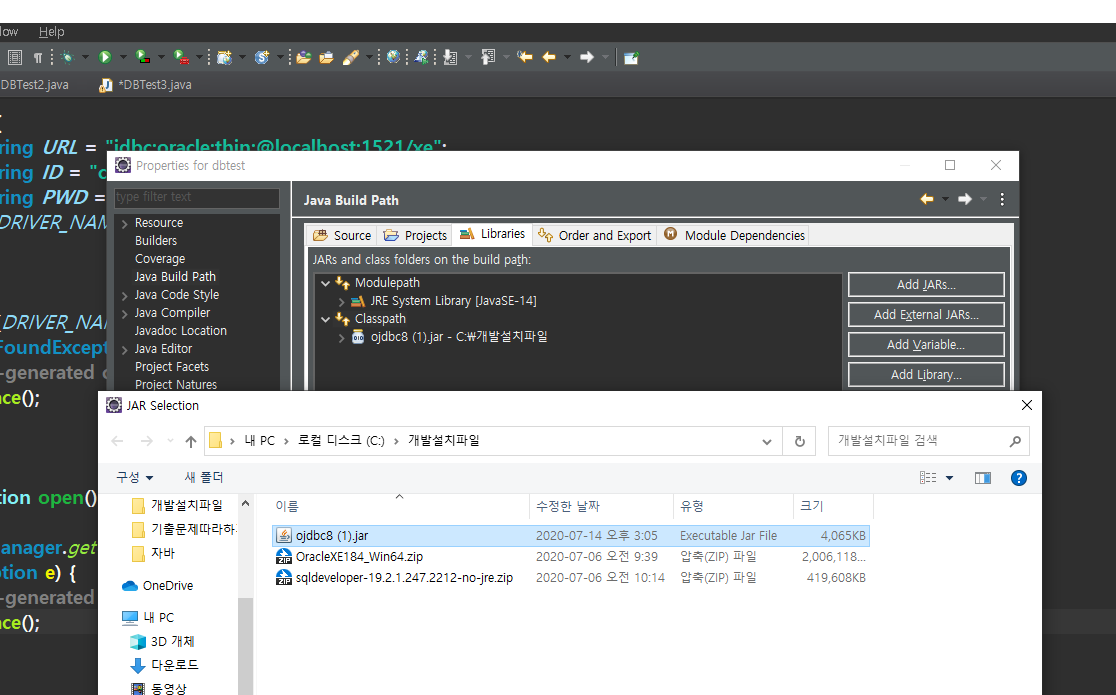 Help
DBTest2.java *DBTest3.java
ring URL = "jdbc:oracle:thin:@localhost:1521/xe";
ring ID = "c
ring PWD =
DRIVER_NAM
_DRIVER_NAM
FoundExcept
-generated c
ace();
tion open()
anager.get
tion e) {
-generated
ace();
Properties for dbtest
type filter text
Resource
Builders
Coverage
Java Build Path
Java Code Style
Java Compiler
Javadoc Location
Java Editor
Project Facets
Project Natures
Java Build Path
Source Projects Libraries Order and Export Module Dependencies
JARs and class folders on the build path:
Modulepath
JRE System Library [JavaSE-14]
Classpath
ojdbc8 (1).jar - C:₩개발설치파일
Add JARs...
Add External JARs...
Add Variable...
Add Library...
JAR Selection
내 PC 로컬 디스크 (C:) 개발설치파일
개발설치파일 검색
구성 새 폴더
개발설치파일
기술문제따라하
자바
OneDrive
내 PC
3D 개체
다운로드
동영상
이름 수정한 날짜 유형 크기
ojdbc8 (1).jar 2020-07-14 오후 3:05 Executable Jar File 4,065KB
OracleXE184_Win64.zip 2020-07-06 오전 9:39 압축(ZIP) 파일 2,006,118...
sqldeveloper-19.2.1.247.2212-no-jre.zip 2020-07-06 오전 10:14 압축(ZIP) 파일 419,608KB